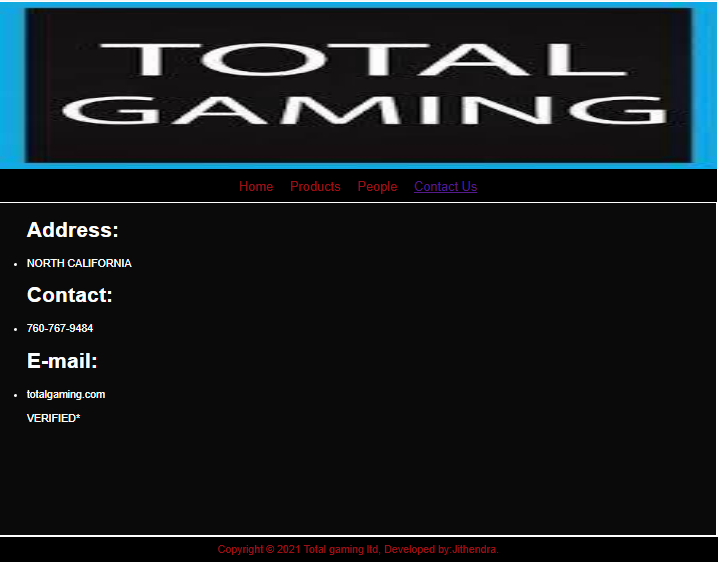 TOTAL
GAMING
Home Products People Contact Us
Address:
NORTH CALIFORNIA
Contact:
760-767-9484
E-mail:
totalgaming.com
VERIFIED*
Copyright © 2021 Total gaming ltd. Developed by:Jithendra.